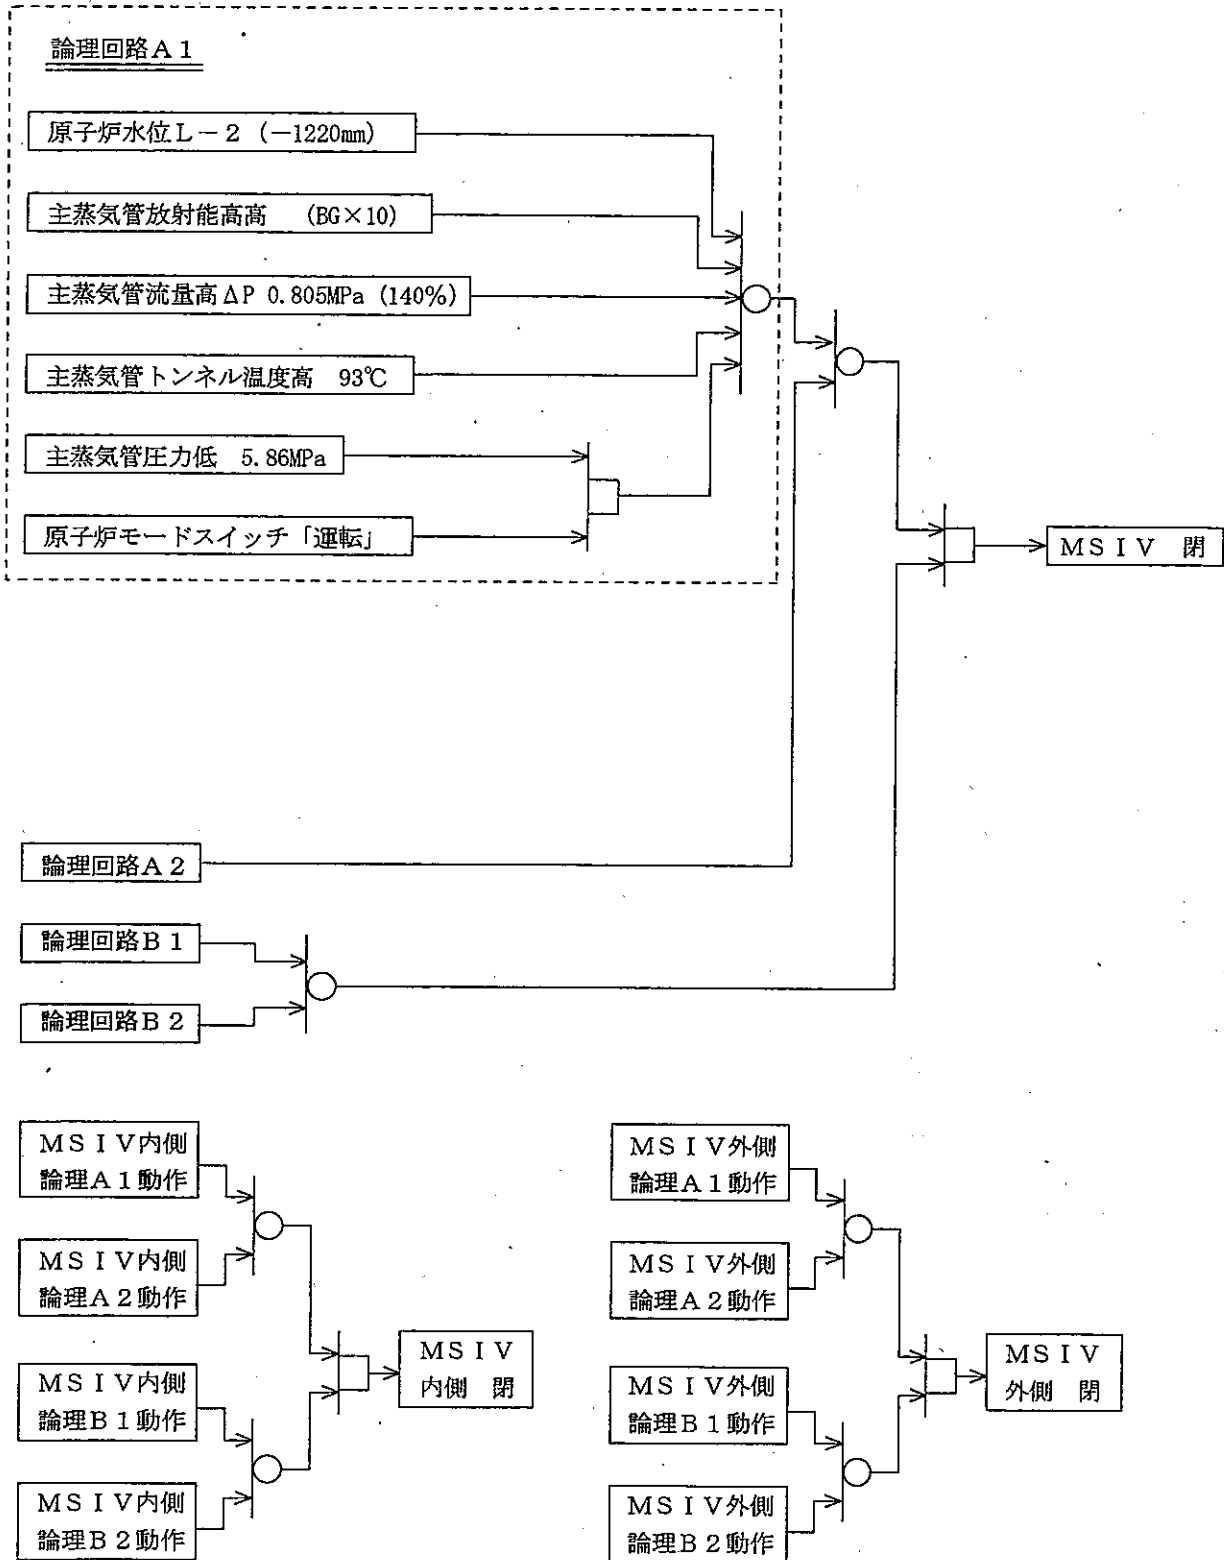 論理回路A1
原子炉水位L-2 (-1220mm)
主蒸気管放射能高高 (BG×10)
主蒸気管流量高ΔP 0.805MPa (140%)
主蒸気管トンネル温度高 93℃
主蒸気管圧力低 5.86MPa
原子炉モードスイッチ「運転」
MSIV 閉
論理回路A2
論理回路B1
論理回路B2
MSIV内側
論理A1動作
MSIV内側
論理A2動作
MSIV内側
論理B1動作
MSIV内側
論理B2動作
MSIV
内側 閉
MSIV外側
論理A1動作
MSIV外側
論理A2動作
MSIV外側
論理B1動作
MSIV外側
論理B2動作
MSIV
外側 閉